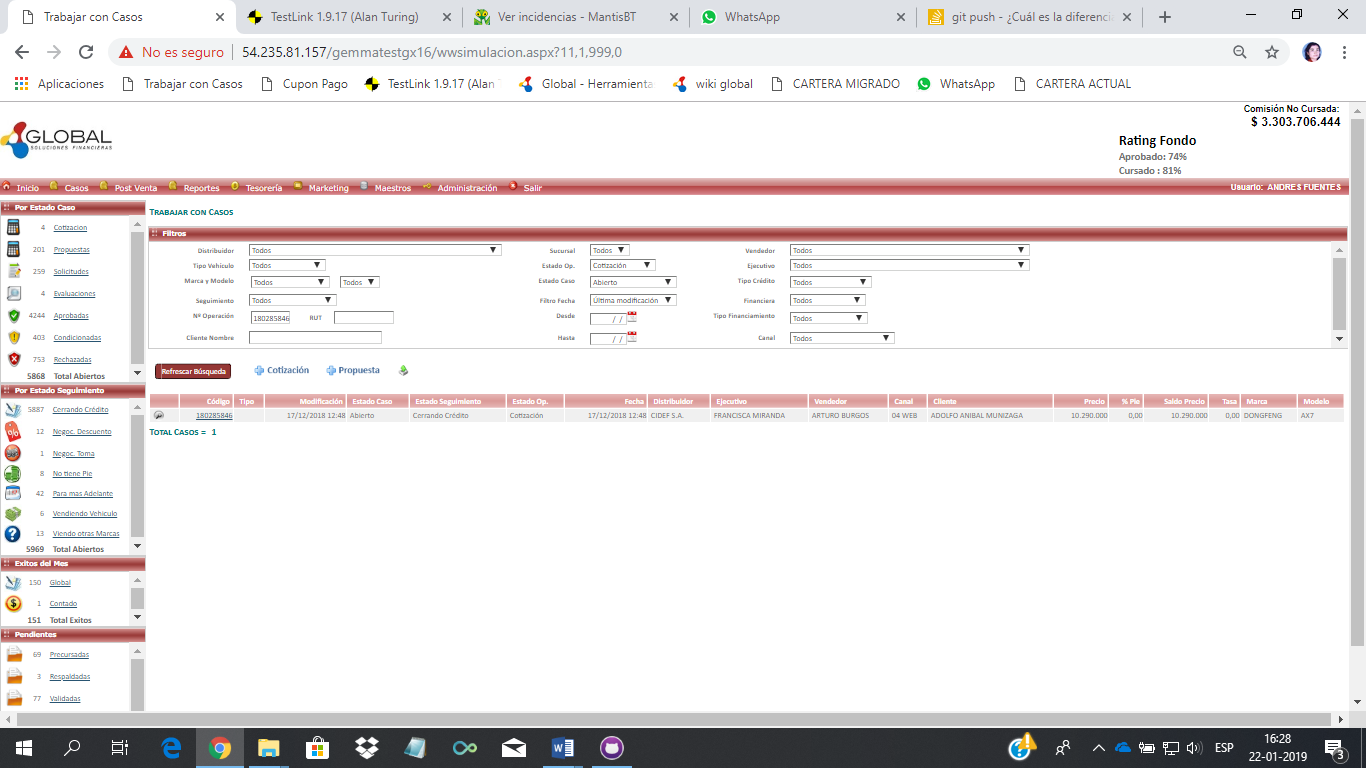 Trabajar con Casos
TestLink 1.9.17 (Alan Turing)
Ver incidencias - MantisBT
WhatsApp
git push - ¿Cuál es la diferenci
No es seguro | 54.235.81.157/gemmatestgx16/wwsimulacion.aspx?11,1,999,0
Aplicaciones Trabajar con Casos Cupon Pago TestLink 1.9.17 (Alan T Global - Herramienta wiki global CARTERA MIGRADO WhatsApp CARTERA ACTUAL
Comisión No Cursada:
$ 3.303.706.444
GLOBAL
SOLUCIONES FINANCIERAS
Rating Fondo
Aprobado: 74%
Cursado : 81%
Inicio Casos Post Venta Reportes Tesorería Marketing Maestros Administración Salir Usuario: ANDRES FUENTES
Por Estado Caso
4 Cotizacion
201 Propuestas
259 Solicitudes
4 Evaluaciones
4244 Aprobadas
403 Condicionadas
753 Rechazadas
5868 Total Abiertos
Por Estado Seguimiento
5887 Cerrando Crédito
12 Negoc. Descuento
1 Negoc. Toma
8 No tiene Pie
42 Para mas Adelante
6 Vendiendo Vehiculo
13 Viendo otras Marcas
5969 Total Abiertos
Exitos del Mes
150 Global
1 Contado
151 Total Exitos
Pendientes
69 Precursadas
3 Respaldadas
77 Validadas
TRABAJAR CON CASOS
Filtros
Distribuidor Todos Sucursal Todos Vendedor Todos
Tipo Vehículo Todos Estado Op. Cotización Ejecutivo Todos
Marca y Modelo Todos Todos Estado Caso Abierto Tipo Crédito Todos
Seguimiento Todos Filtro Fecha Última modificación Financiera Todos
Nº Operación 180285846 RUT Desde / / Tipo Financiamiento Todos
Cliente Nombre Hasta / / Canal Todos
Refrescar Búsqueda Cotización Propuesta
Código Tipo Modificación Estado Caso Estado Seguimiento Estado Op. Fecha Distribuidor Ejecutivo Vendedor Canal Cliente Precio % Pie Saldo Precio Tasa Marca Modelo
180285846 17/12/2018 12:48 Abierto Cerrando Crédito Cotización 17/12/2018 12:48 CIDEF S.A. FRANCISCA MIRANDA ARTURO BURGOS 04 WEB ADOLFO ANIBAL MUNIZAGA 10.290.000 0,00 10.290.000 0,00 DONGFENG AX7
TOTAL CASOS = 1
ESP
16:28
22-01-2019
3